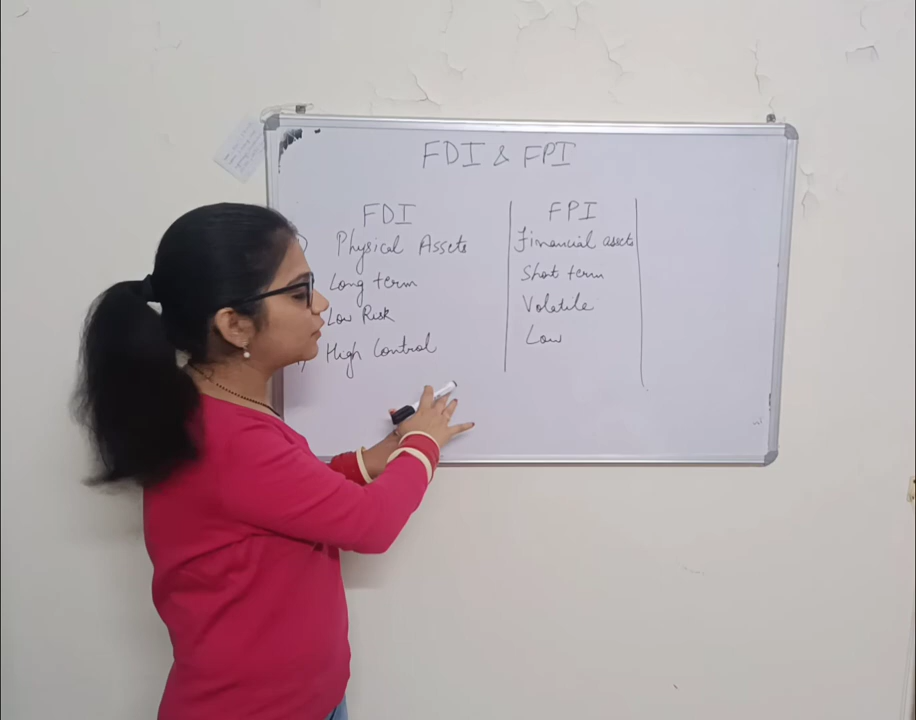 FDI & FPI
FDI FPI
Physical Assets Financial assets
Long term Short term
Low Risk Volatile
High Control Low